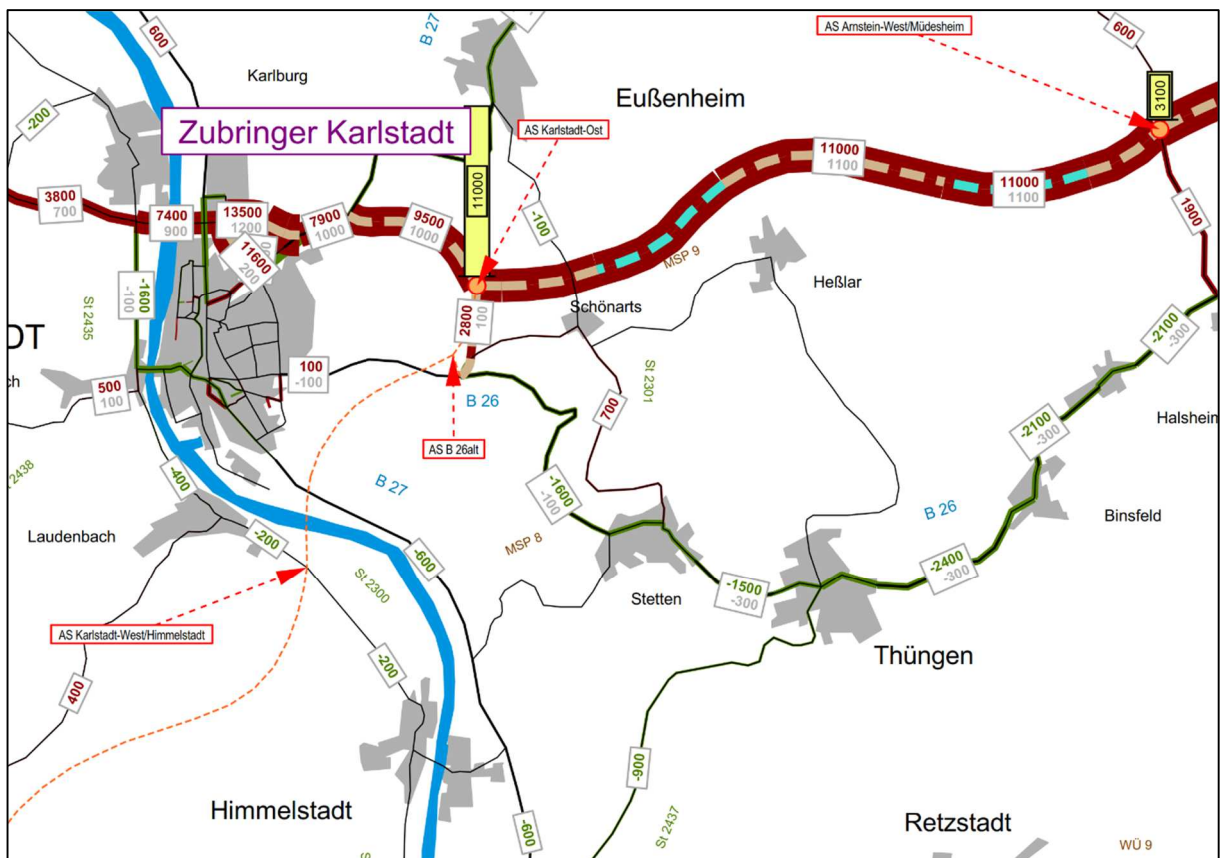 600
B 27
AS Arnstein-West/Müdesheim
600
Karlburg
Eußenheim
3100
-200
Zubringer Karlstadt
AS Karlstadt-Ost
11000
11000
1100
11000
1100
3800
700
7400
900
13500
1200
7900
1000
9500
1000
11600
200
-100
1900
MSP 9
Heßlar
-1600
-100
St 2435
2800
100
Schönarts
DT
-2100
-300
ch
500
100
100
-100
B 26
St 2301
700
Halsheim
AS B 26alt
-2100
-300
St 2438
-400
B 27
-1600
-100
B 26
Binsfeld
Laudenbach
-200
MSP 8
-600
-2400
-300
St 2300
Stetten
-1500
-300
AS Karlstadt-West/Himmelstadt
Thüngen
-200
400
-900
Himmelstadt
St 2437
Retzstadt
-600
WÜ 9